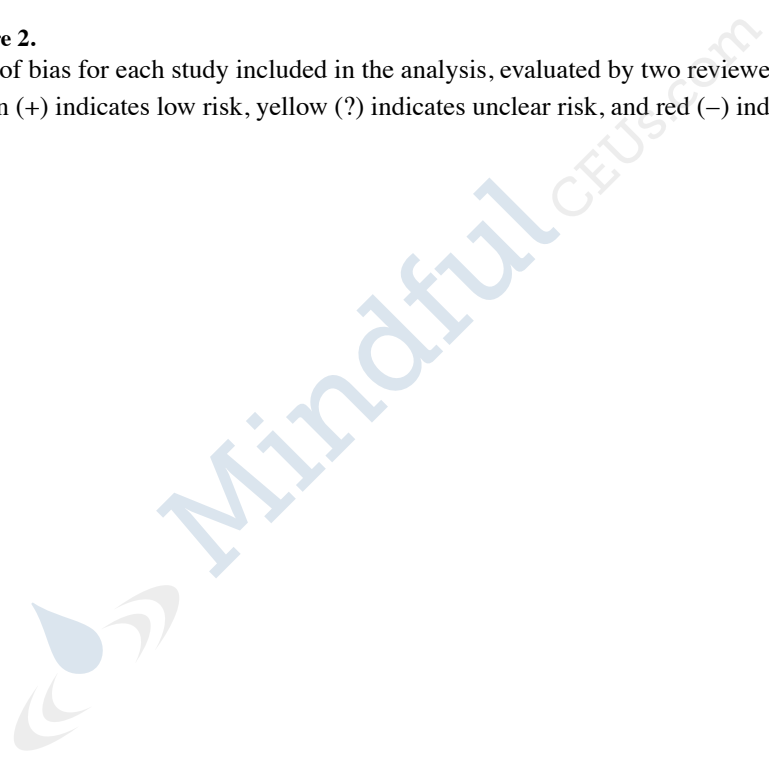 e 2.
of bias for each study included in the analysis, evaluated by two reviewe
n (+) indicates low risk, yellow (?) indicates unclear risk, and red (–) ind
Mindful
CEUs.com